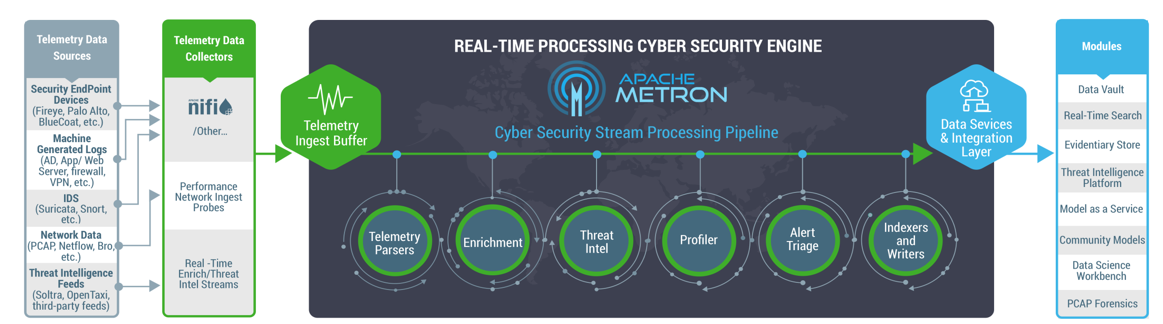 Telemetry Data
Sources
Security EndPoint
Devices
(Fireye, Palo Alto,
BlueCoat, etc.)
Machine
Generated Logs
(AD, App/ Web
Server, firewall,
VPN, etc.)
IDS
(Suricata, Snort,
etc.)
Network Data
(PCAP, Netflow, Bro,
etc.)
Threat Intelligence
Feeds
(Soltra, OpenTaxi,
third-party feeds)
Telemetry Data
Collectors
nifi
/Other...
Performance
Network Ingest
Probes
Real -Time
Enrich/Threat
Intel Streams
REAL-TIME PROCESSING CYBER SECURITY ENGINE
APACHE
METRON
Cyber Security Stream Processing Pipeline
Telemetry
Ingest Buffer
Telemetry
Parsers
Enrichment
Threat
Intel
Profiler
Alert
Triage
Indexers
and
Writers
Data Sevices
& Integration
Layer
Modules
Data Vault
Real-Time Search
Evidentiary Store
Threat Intelligence
Platform
Model as a Service
Community Models
Data Science
Workbench
PCAP Forensics